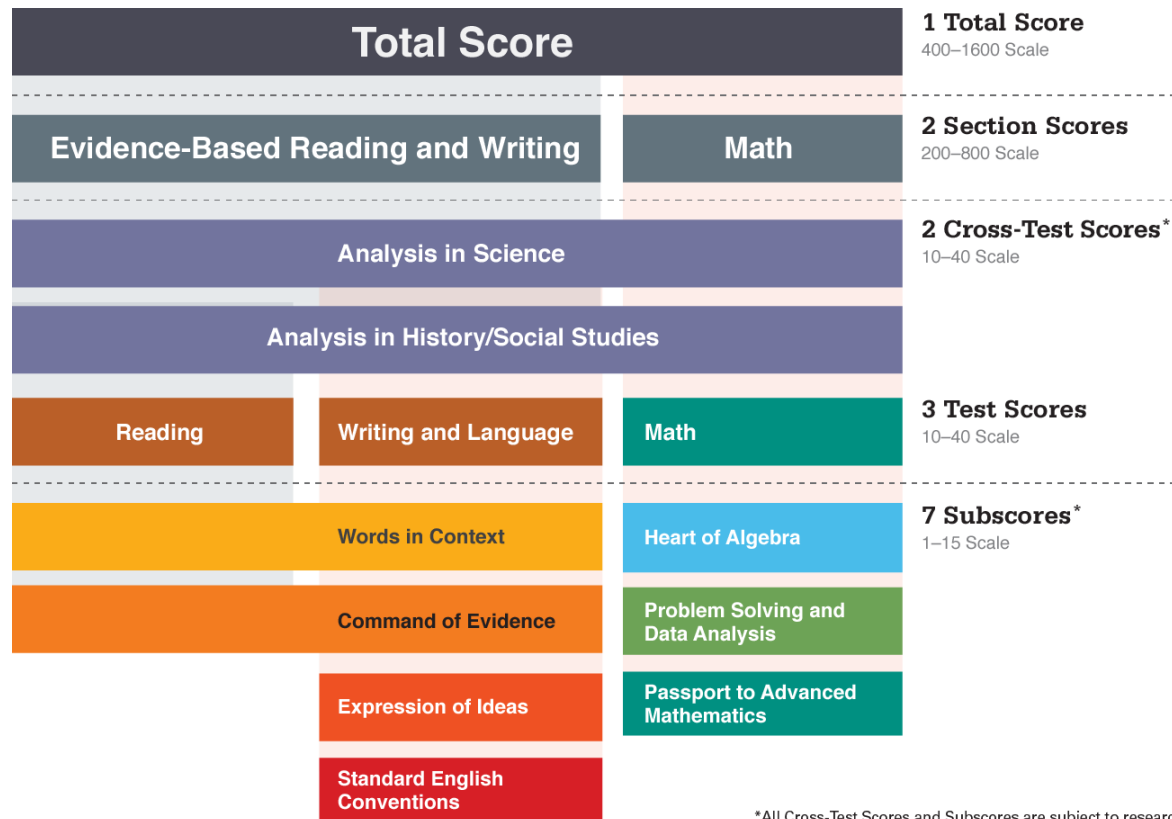 Total Score
1 Total Score
400–1600 Scale
Evidence-Based Reading and Writing
Math
2 Section Scores
200–800 Scale
Analysis in Science
2 Cross-Test Scores*
10–40 Scale
Analysis in History/Social Studies
Reading
Writing and Language
Math
3 Test Scores
10–40 Scale
Words in Context
Heart of Algebra
7 Subscores*
1–15 Scale
Command of Evidence
Problem Solving and
Data Analysis
Expression of Ideas
Passport to Advanced
Mathematics
Standard English
Conventions
*All Cross-Test Scores and Subscores are subject to